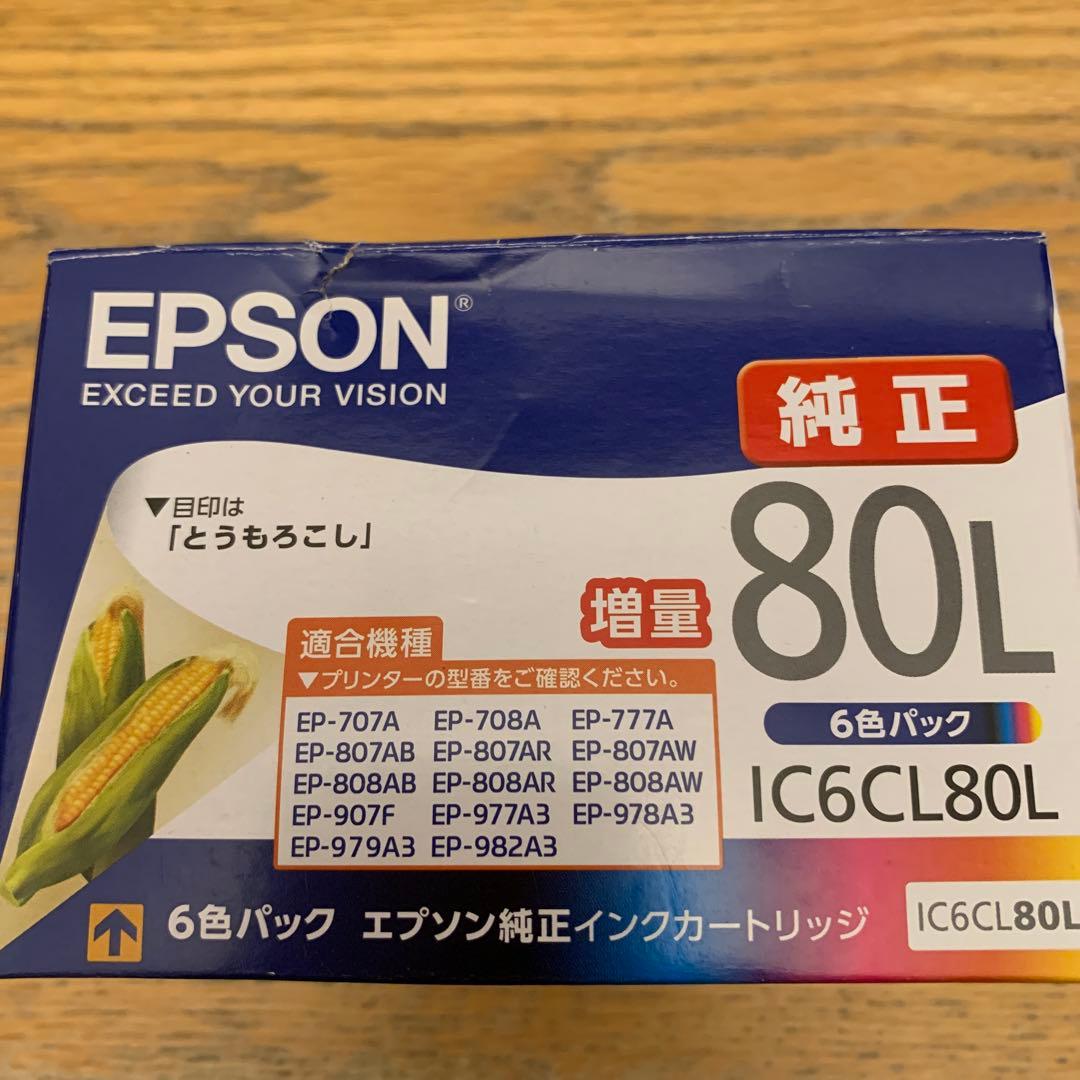 EPSON®
EXCEED YOUR VISION
純正
▼目印は
「とうもろこし」
80L
増量
適合機種
▼プリンターの型番をご確認ください。
EP-707A EP-708A EP-777A
EP-807AB EP-807AR EP-807AW
EP-808AB EP-808AR EP-808AW
EP-907F EP-977A3 EP-978A3
EP-979A3 EP-982A3
6色パック
IC6CL80L
6色パック エプソン純正インクカートリッジ
IC6CL80L